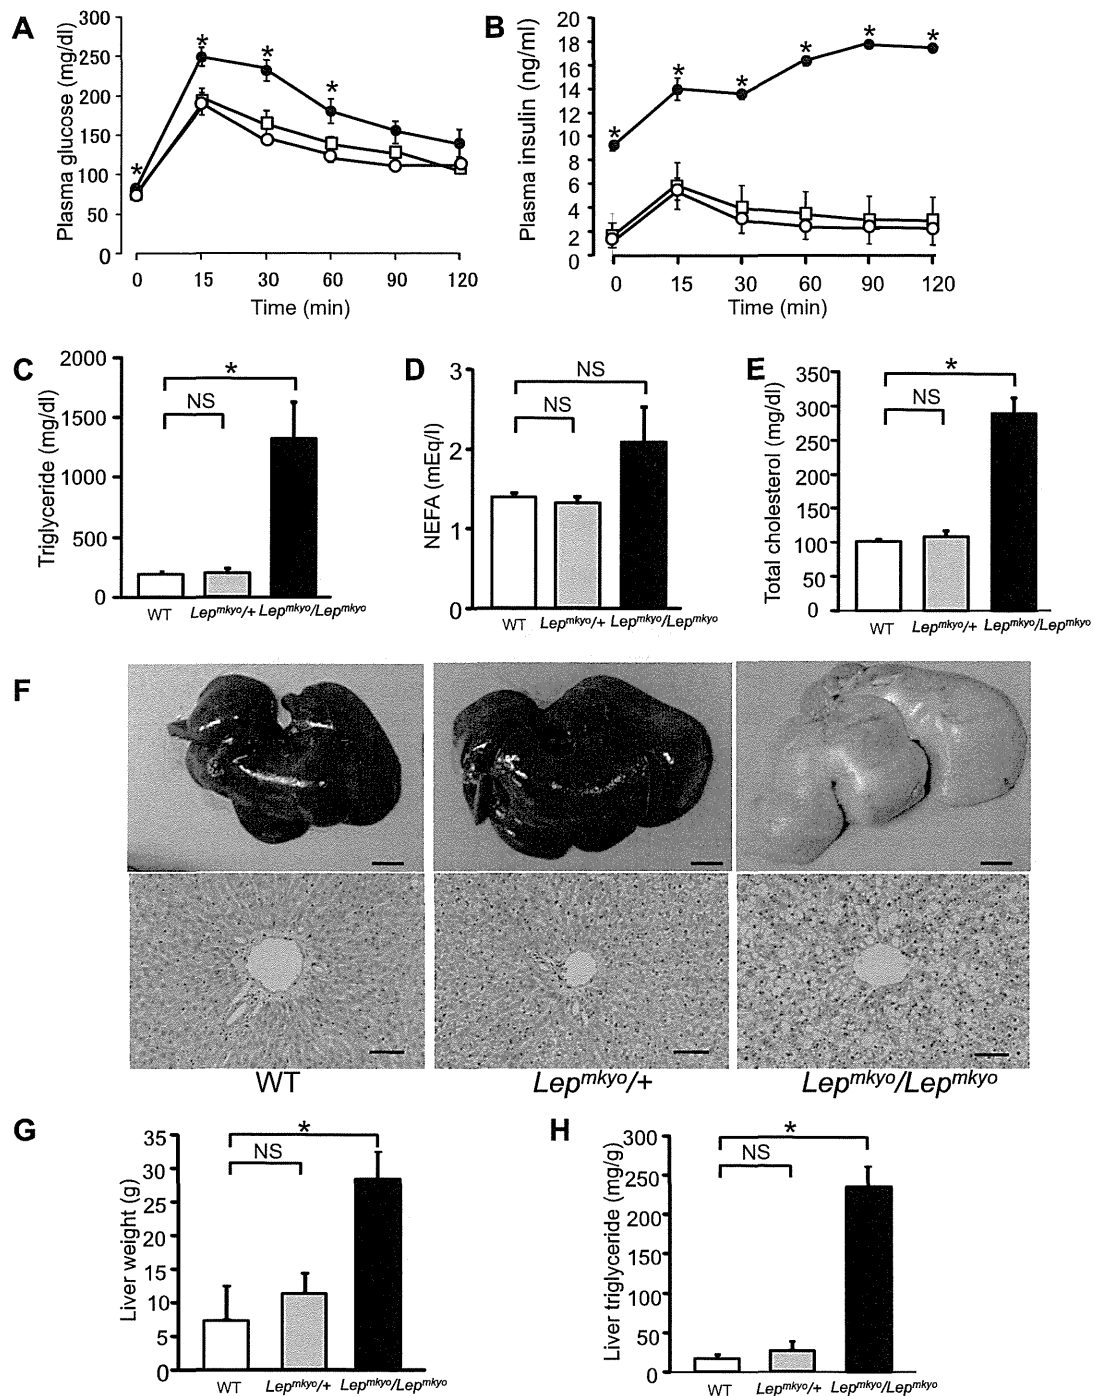 A
Plasma glucose (mg/dl)
300
250
200
150
100
50
0
* * * *
0 15 30 60 90 120
Time (min)
B
Plasma insulin (ng/ml)
20
18
16
14
12
10
8
6
4
2
0
* * * * * *
0 15 30 60 90 120
Time (min)
C
Triglyceride (mg/dl)
2000
1500
1000
500
0
*
NS
WT Lepmkyo/+ Lepmkyo/Lepmkyo
D
NEFA (mEq/l)
3
2
1
0
NS
NS
WT Lepmkyo/+ Lepmkyo/Lepmkyo
E
Total cholesterol (mg/dl)
350
300
250
200
150
100
50
0
*
NS
WT Lepmkyo/+ Lepmkyo/Lepmkyo
F
WT Lepmkyo/+ Lepmkyo/Lepmkyo
G
Liver weight (g)
35
30
25
20
15
10
5
0
*
NS
WT Lepmkyo/+ Lepmkyo/Lepmkyo
H
Liver triglyceride (mg/g)
300
250
200
150
100
50
0
*
NS
WT Lepmkyo/+ Lepmkyo/Lepmkyo